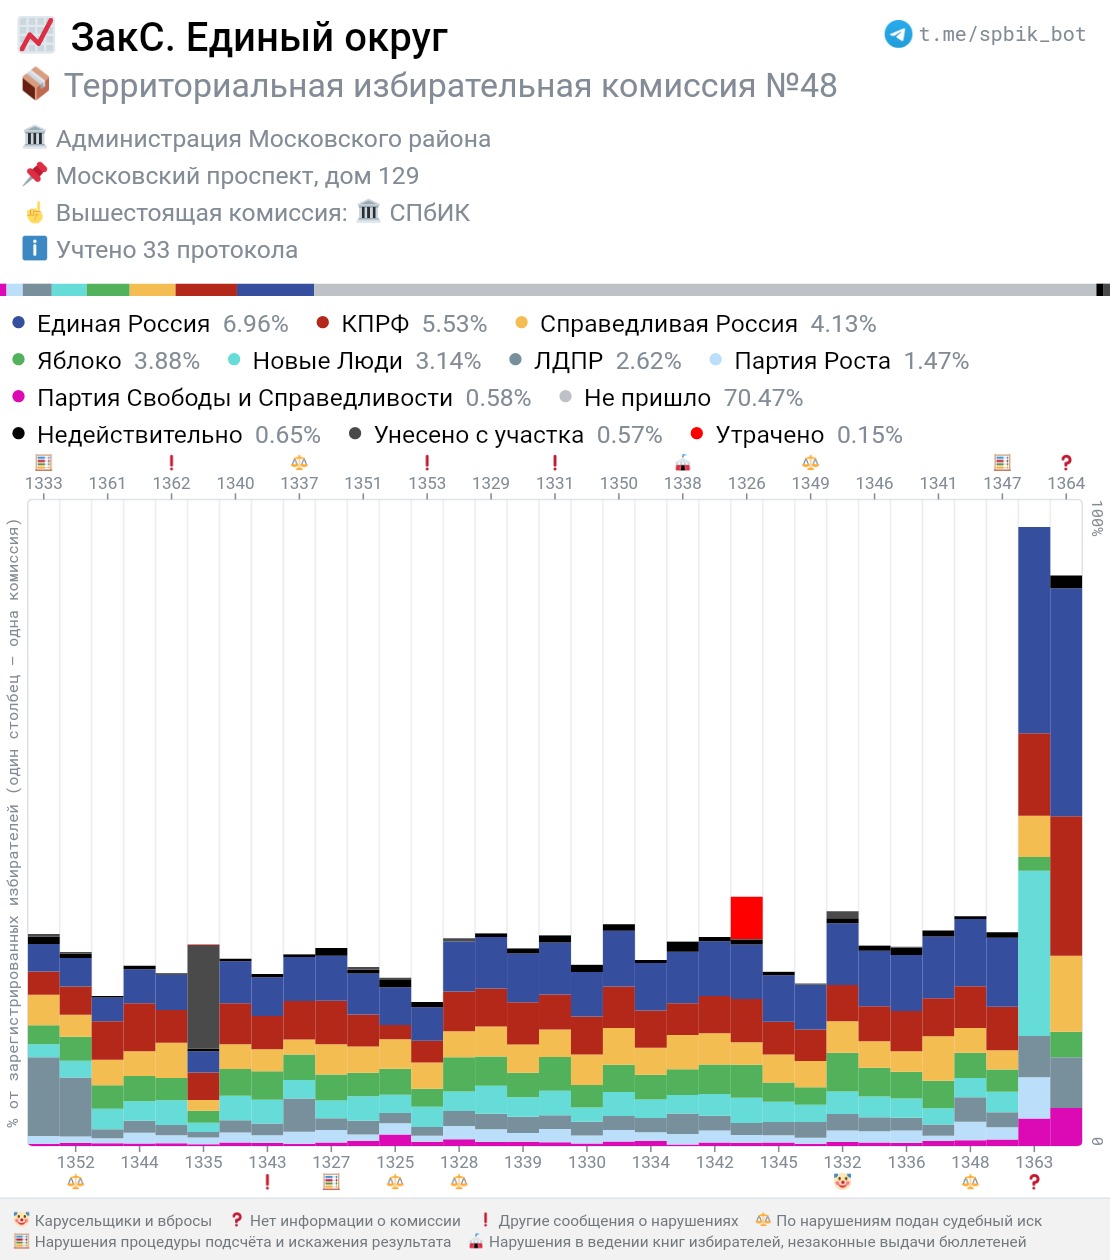 ЗакС. Единый округ
t.me/spbik_bot
Территориальная избирательная комиссия №48
Администрация Московского района
Московский проспект, дом 129
Вышестоящая комиссия: СПбИК
Учтено 33 протокола
Единая Россия 6.96% КПРФ 5.53% Справедливая Россия 4.13%
Яблоко 3.88% Новые Люди 3.14% ЛДПР 2.62% Партия Роста 1.47%
Партия Свободы и Справедливости 0.58% Не пришло 70.47%
Недействительно 0.65% Унесено с участка 0.57% Утрачено 0.15%
1333 1361 1362 1340 1337 1351 1353 1329 1331 1350 1338 1326 1349 1346 1341 1347 1364
% от зарегистрированных избирателей (один столбец – одна комиссия)
100%
0
1352 1344 1335 1343 1327 1325 1328 1339 1330 1334 1342 1345 1332 1336 1348 1363
Карусельщики и вбросы Нет информации о комиссии Другие сообщения о нарушениях По нарушениям подан судебный иск
Нарушения процедуры подсчёта и искажения результата Нарушения в ведении книг избирателей, незаконные выдачи бюллетеней